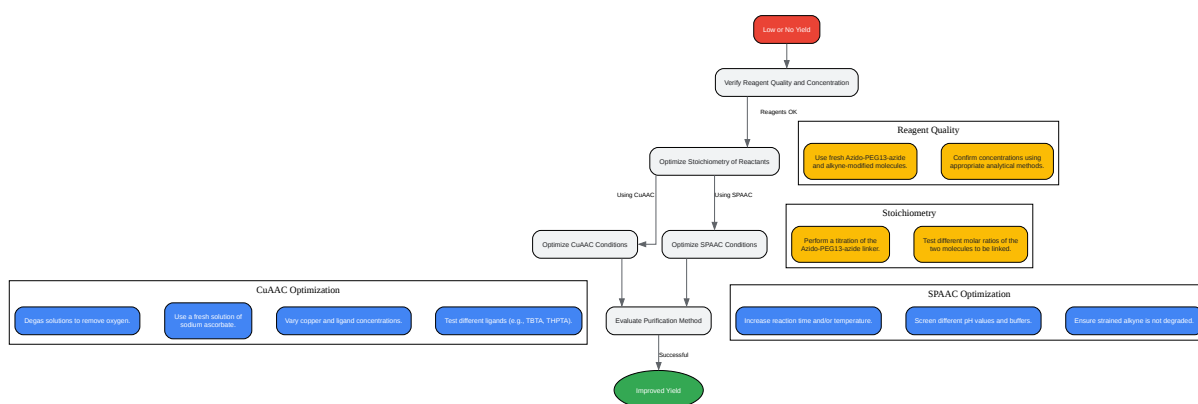 Low or No Yield
Verify Reagent Quality and Concentration
Reagents OK
Reagent Quality
Use fresh Azido-PEG13-azide
and alkyne-modified molecules.
Confirm concentrations using
appropriate analytical methods.
Optimize Stoichiometry of Reactants
Using CuAAC
Using SPAAC
Stoichiometry
Perform a titration of the
Azido-PEG13-azide linker.
Test different molar ratios of the
two molecules to be linked.
Optimize CuAAC Conditions
Optimize SPAAC Conditions
CuAAC Optimization
Degas solutions to remove oxygen.
Use a fresh solution of
sodium ascorbate.
Vary copper and ligand concentrations.
Test different ligands (e.g., TBTA, THPTA).
Evaluate Purification Method
SPAAC Optimization
Increase reaction time and/or temperature.
Screen different pH values and buffers.
Ensure strained alkyne is not degraded.
Successful
Improved Yield